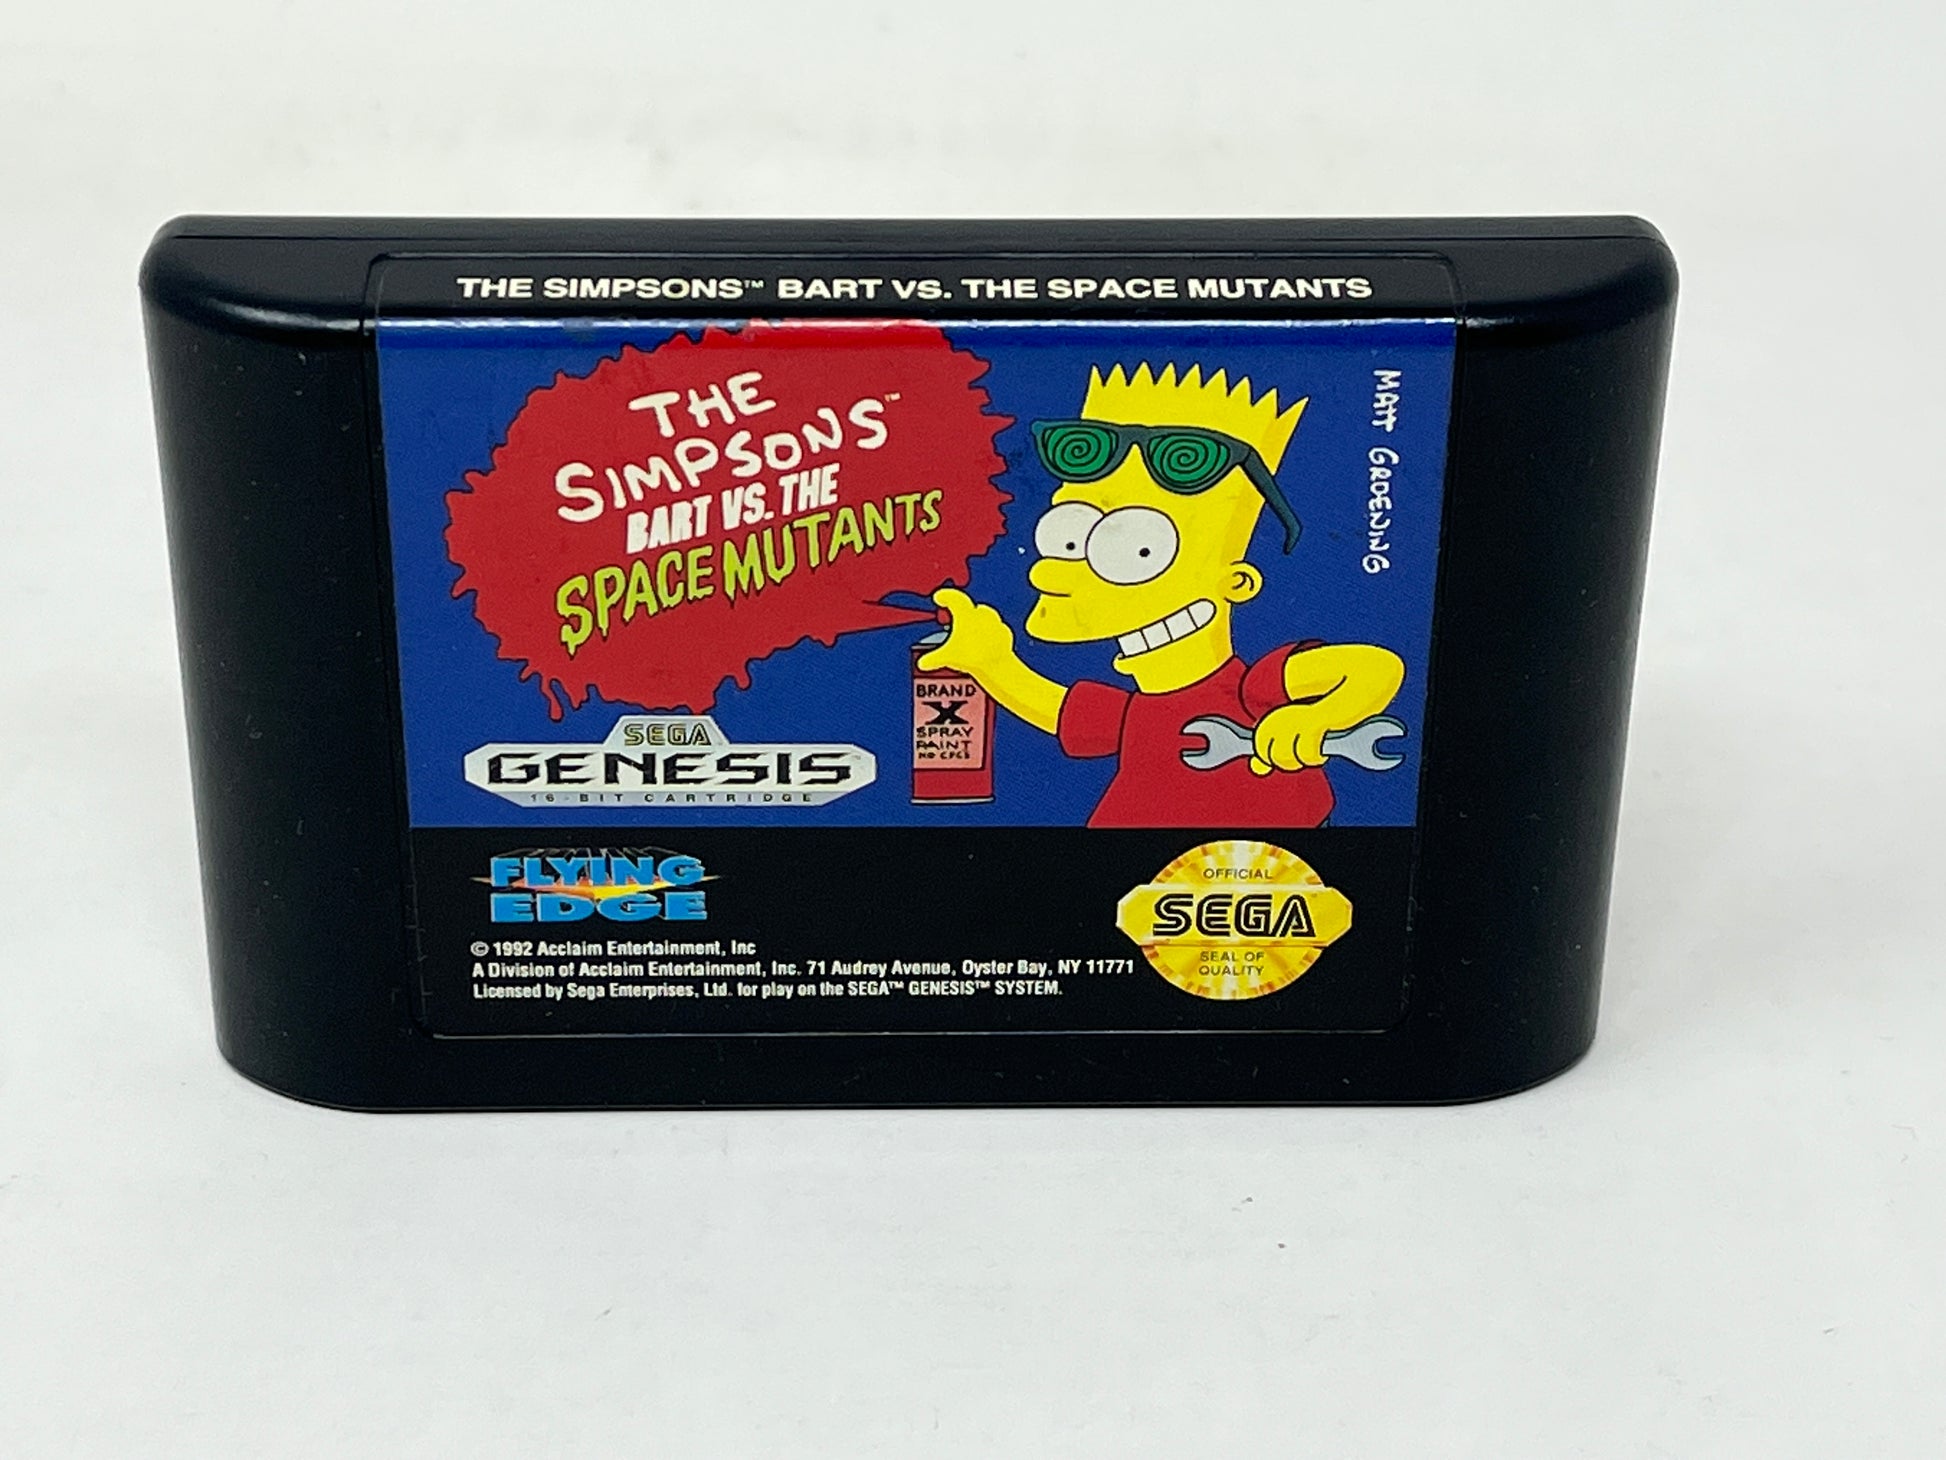 THE SIMPSONS™ BART VS. THE SPACE MUTANTS
THE
SIMPSONS™
BART VS. THE
SPACE MUTANTS
MATT GROENING
BRAND
X
SPRAY
PAINT
NO CFCS
SEGA
GENESIS
16-BIT CARTRIDGE
FLYING
EDGE
© 1992 Acclaim Entertainment, Inc
A Division of Acclaim Entertainment, Inc. 71 Audrey Avenue, Oyster Bay, NY 11771
Licensed by Sega Enterprises, Ltd. for play on the SEGA™ GENESIS™ SYSTEM.
OFFICIAL
SEGA
SEAL OF
QUALITY